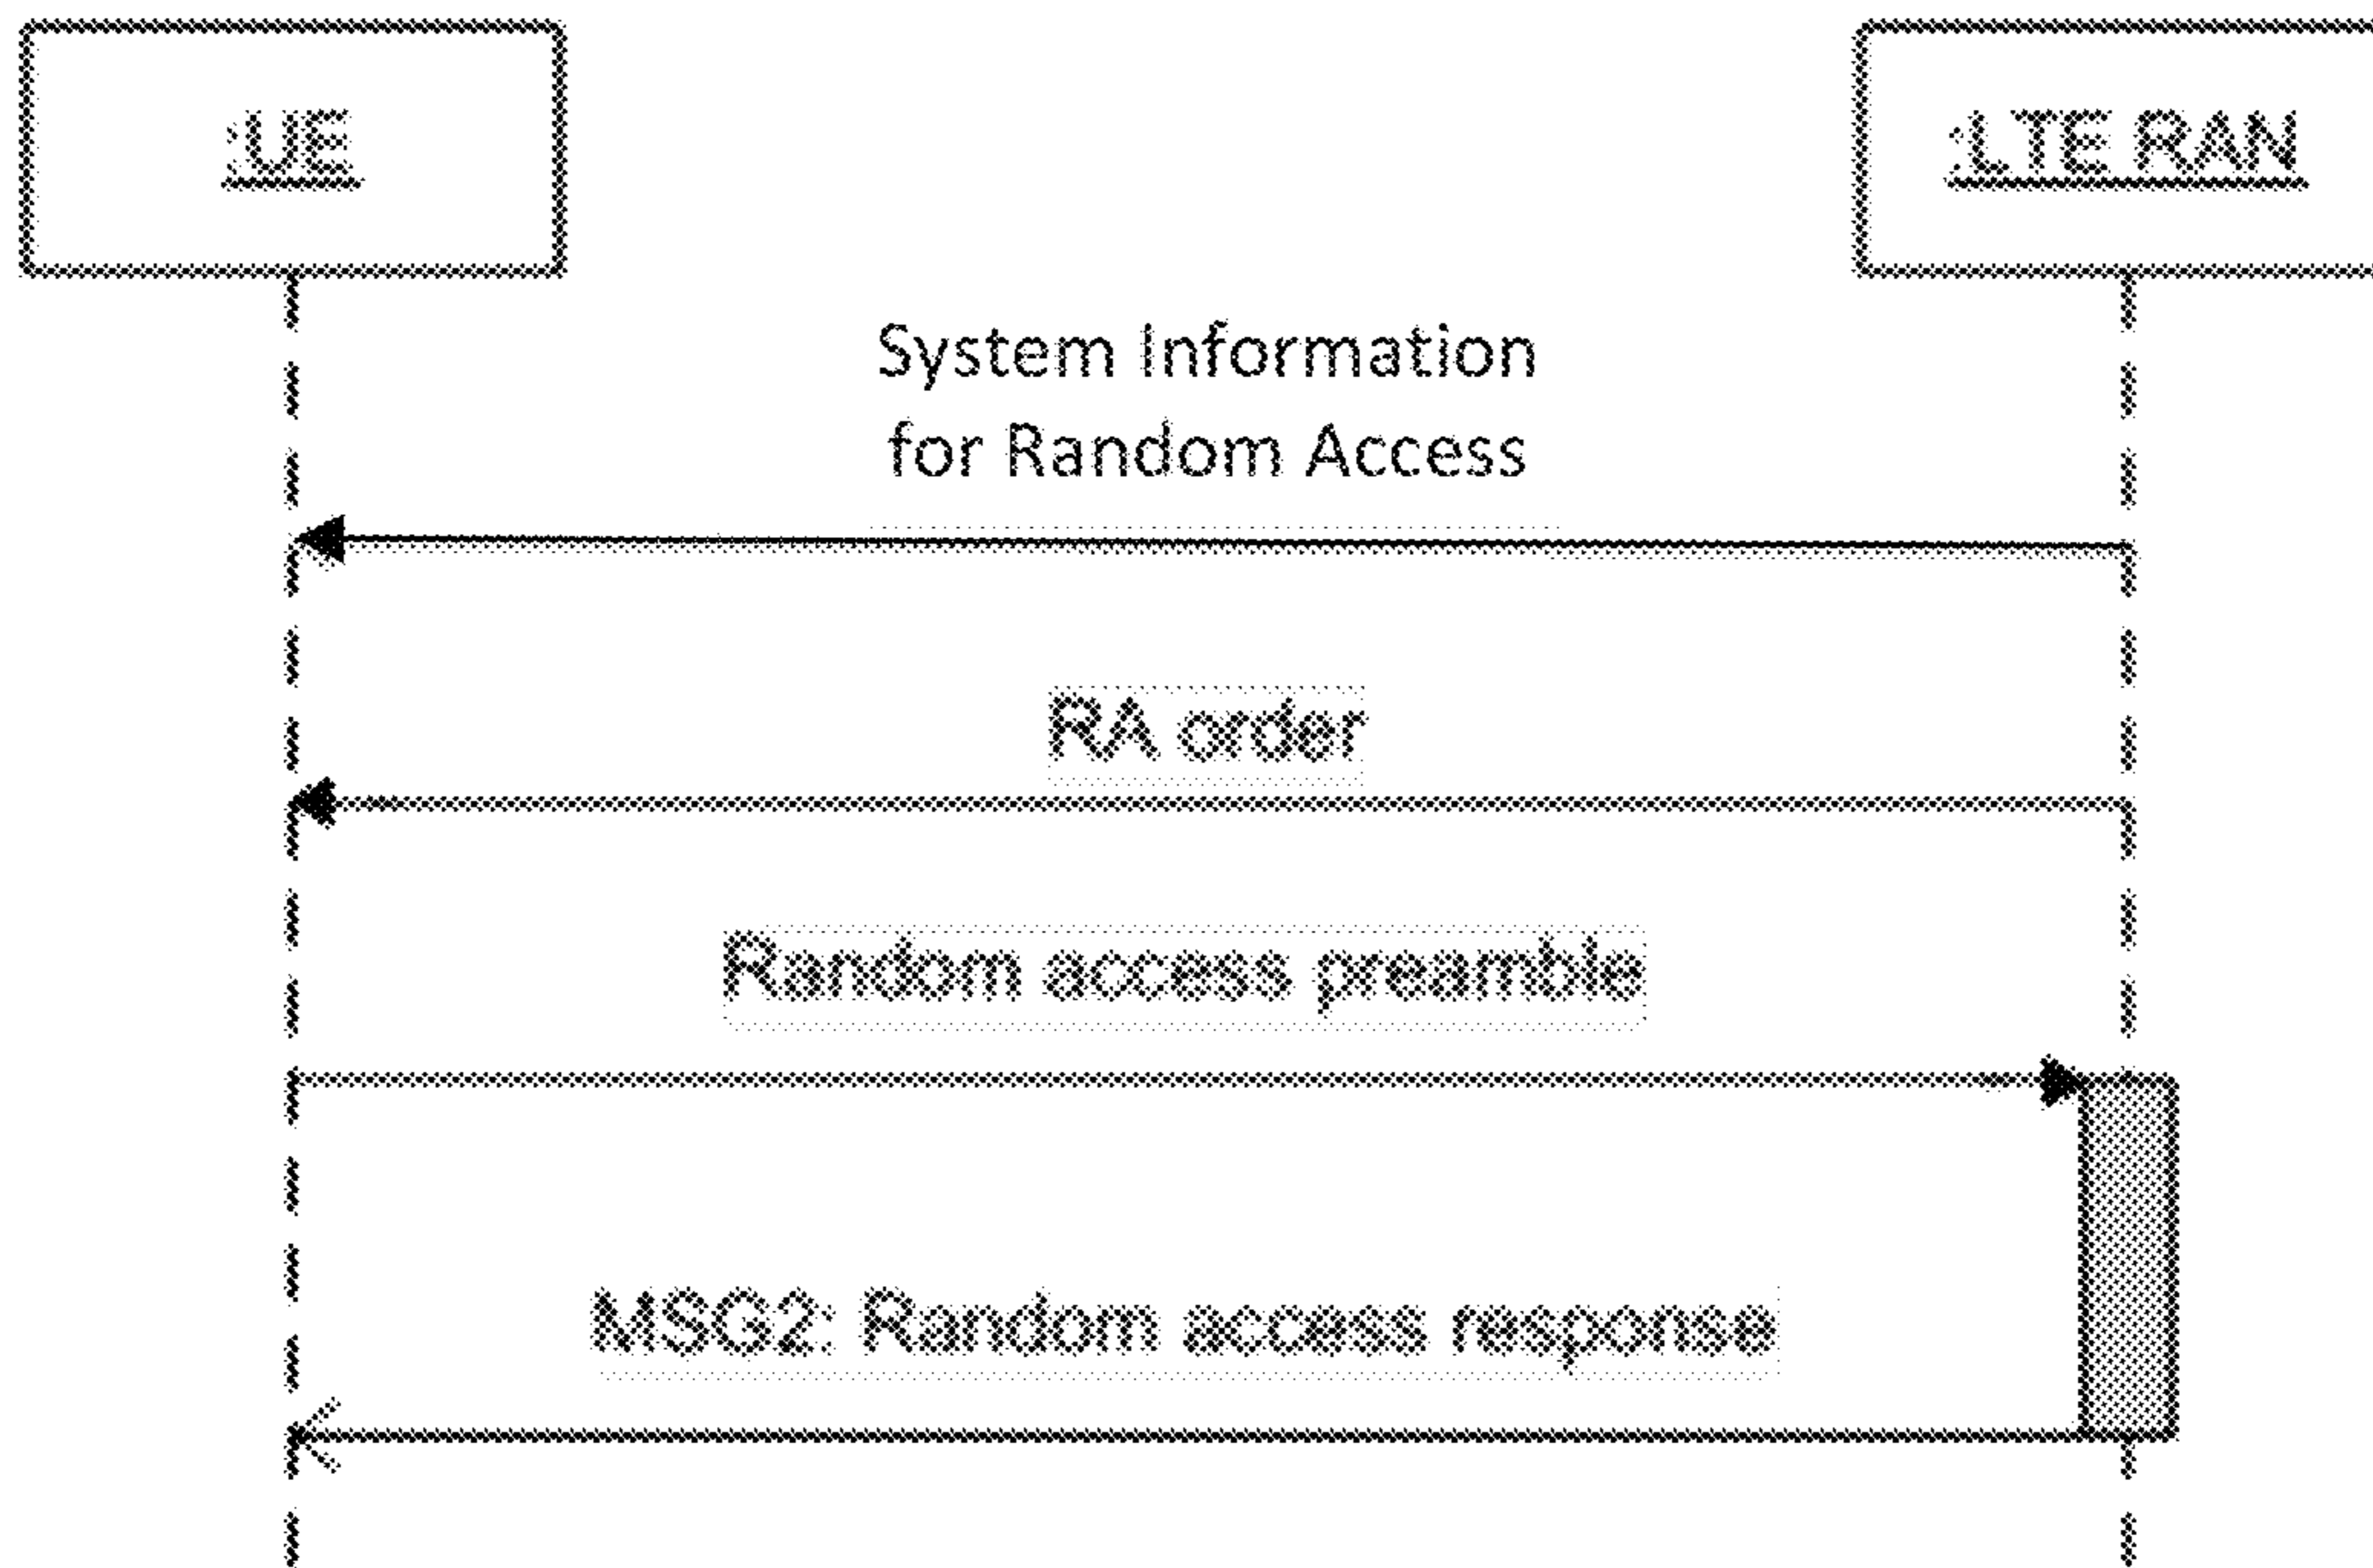 :UE
:LTE RAN
System Information
for Random Access
RA order
Random access preamble
MSG2: Random access response